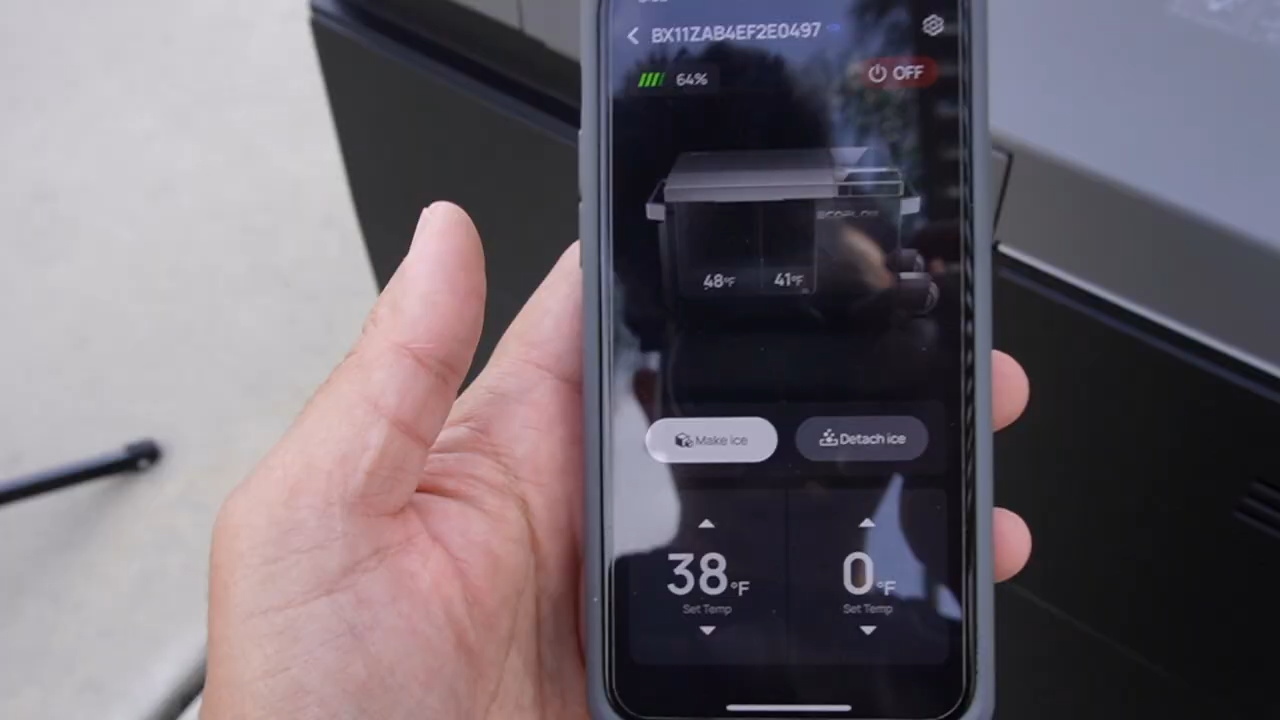 BX11ZAB4EF2E0497
64%
OFF
ECOFLOW
48°F 41°F
Make ice Detach ice
38°F 0°F
Set Temp Set Temp